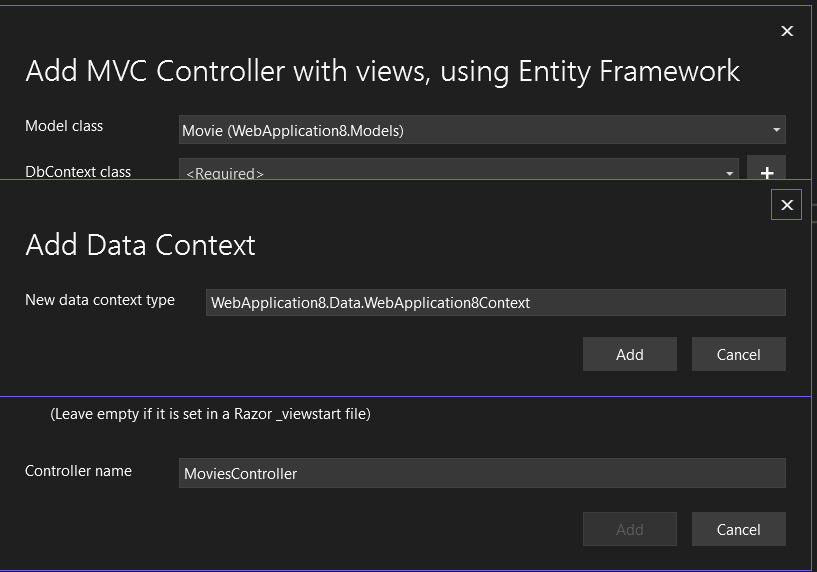 Add MVC Controller with views, using Entity Framework
Model class
Movie (WebApplication8.Models)
DbContext class
<Required>
Add Data Context
New data context type
WebApplication8.Data.WebApplication8Context
Add
Cancel
(Leave empty if it is set in a Razor _viewstart file)
Controller name
MoviesController
Add
Cancel